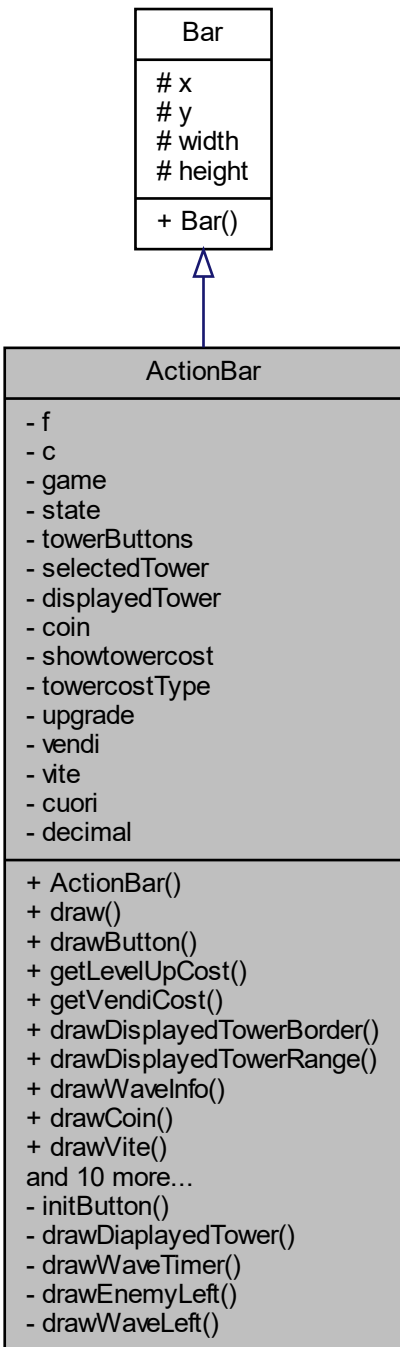 Bar
# x
# y
# width
# height
+ Bar()
ActionBar
- f
- c
- game
- state
- towerButtons
- selectedTower
- displayedTower
- coin
- showtowercost
- towercostType
- upgrade
- vendi
- vite
- cuori
- decimal
+ ActionBar()
+ draw()
+ drawButton()
+ getLevelUpCost()
+ getVendiCost()
+ drawDisplayedTowerBorder()
+ drawDisplayedTowerRange()
+ drawWaveInfo()
+ drawCoin()
+ drawVite()
and 10 more...
- initButton()
- drawDiaplayedTower()
- drawWaveTimer()
- drawEnemyLeft()
- drawWaveLeft()